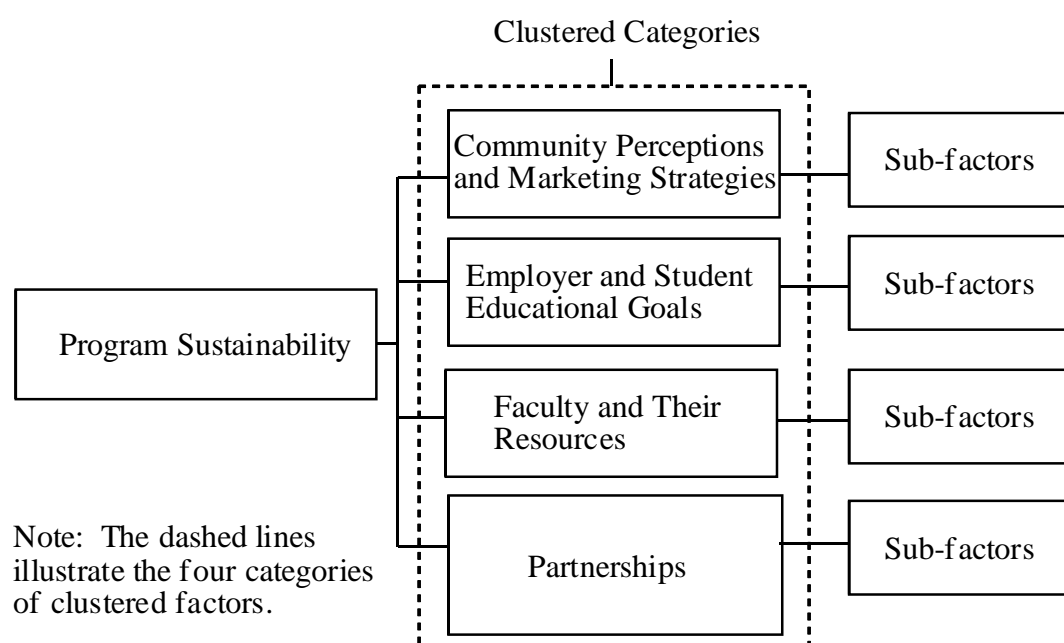 Clustered Categories
Community Perceptions
and Marketing Strategies
Sub-factors
Employer and Student
Educational Goals
Sub-factors
Program Sustainability
Faculty and Their
Resources
Sub-factors
Partnerships
Sub-factors
Note: The dashed lines
illustrate the four categories
of clustered factors.